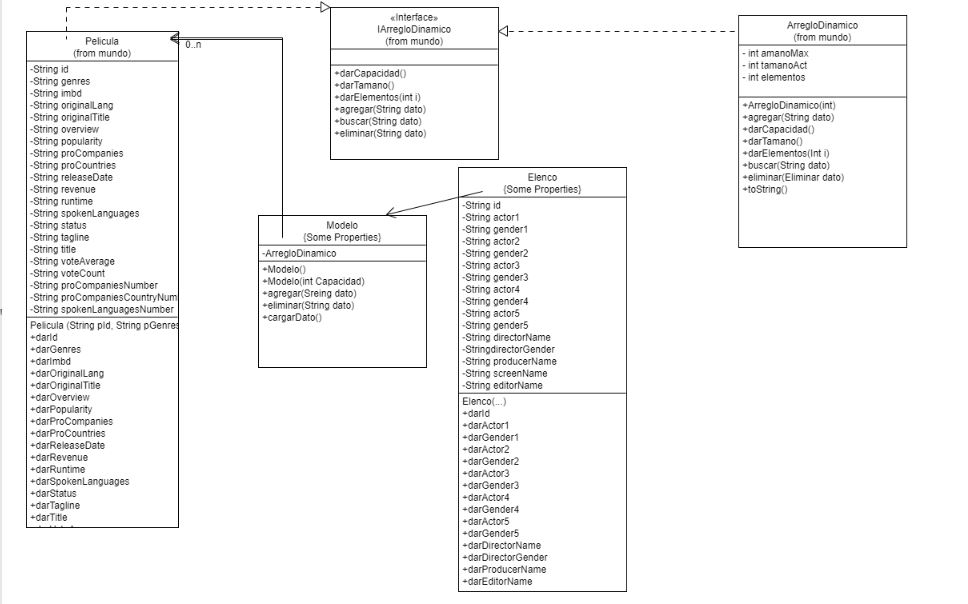 Pelicula
(from mundo)
-String id
-String genres
-String imbd
-String originalLang
-String originalTitle
-String overview
-String popularity
-String proCompanies
-String proCountries
-String releaseDate
-String revenue
-String runtime
-String spokenLanguages
-String status
-String tagline
-String title
-String voteAverage
-String voteCount
-String proCompaniesNumber
-String proCompaniesCountryNum
-String spokenLanguagesNumber
Pelicula (String pId, String pGenres
+darId
+darGenres
+darImbd
+darOriginalLang
+darOriginalTitle
+darOverview
+darPopularity
+darProCompanies
+darProCountries
+darReleaseDate
+darRevenue
+darRuntime
+darSpokenLanguages
+darStatus
+darTagline
+darTitle
0..n
«Interface»
IArregloDinamico
(from mundo)
+darCapacidad()
+darTamano()
+darElementos(int i)
+agregar(String dato)
+buscar(String dato)
+eliminar(String dato)
Modelo
{Some Properties}
-ArregloDinamico
+Modelo()
+Modelo(int Capacidad)
+agregar(Sreing dato)
+eliminar(String dato)
+cargarDato()
Elenco
{Some Properties}
-String id
-String actor1
-String gender1
-String actor2
-String gender2
-String actor3
-String gender3
-String actor4
-String gender4
-String actor5
-String gender5
-String directorName
-StringdirectorGender
-String producerName
-String screenName
-String editorName
Elenco(...)
+darId
+darActor1
+darGender1
+darActor2
+darGender2
+darActor3
+darGender3
+darActor4
+darGender4
+darActor5
+darGender5
+darDirectorName
+darDirectorGender
+darProducerName
+darEditorName
ArregloDinamico
(from mundo)
- int amanoMax
- int tamanoAct
- int elementos
+ArregloDinamico(int)
+agregar(String dato)
+darCapacidad()
+darTamano()
+darElementos(Int i)
+buscar(String dato)
+eliminar(Eliminar dato)
+toString()